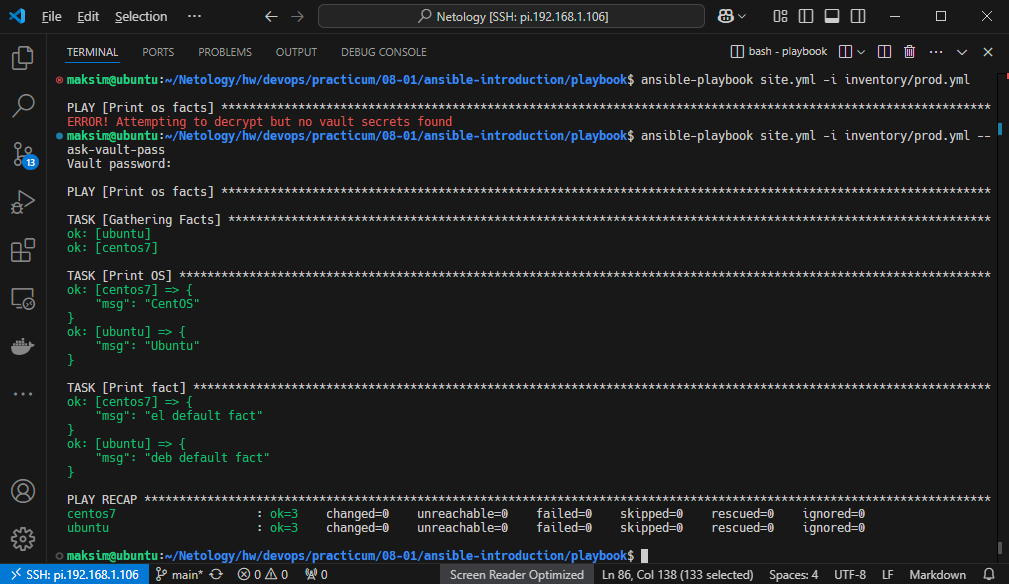 File Edit Selection ··· Netology [SSH: pi.192.168.1.106]
TERMINAL PORTS PROBLEMS OUTPUT DEBUG CONSOLE bash - playbook
maksim@ubuntu:~/Netology/hw/devops/practicum/08-01/ansible-introduction/playbook$ ansible-playbook site.yml -i inventory/prod.yml
PLAY [Print os facts] **************************************************************************************************************
ERROR! Attempting to decrypt but no vault secrets found
maksim@ubuntu:~/Netology/hw/devops/practicum/08-01/ansible-introduction/playbook$ ansible-playbook site.yml -i inventory/prod.yml --
ask-vault-pass
Vault password:
PLAY [Print os facts] **************************************************************************************************************
TASK [Gathering Facts] *************************************************************************************************************
ok: [ubuntu]
ok: [centos7]
TASK [Print OS] ********************************************************************************************************************
ok: [centos7] => {
    "msg": "CentOS"
}
ok: [ubuntu] => {
    "msg": "Ubuntu"
}
TASK [Print fact] ******************************************************************************************************************
ok: [centos7] => {
    "msg": "el default fact"
}
ok: [ubuntu] => {
    "msg": "deb default fact"
}
PLAY RECAP *************************************************************************************************************************
centos7                    : ok=3    changed=0    unreachable=0    failed=0    skipped=0    rescued=0    ignored=0
ubuntu                     : ok=3    changed=0    unreachable=0    failed=0    skipped=0    rescued=0    ignored=0
maksim@ubuntu:~/Netology/hw/devops/practicum/08-01/ansible-introduction/playbook$
13
SSH: pi.192.168.1.106 main* 0 0 0 Screen Reader Optimized Ln 86, Col 138 (133 selected) Spaces: 4 UTF-8 LF Markdown